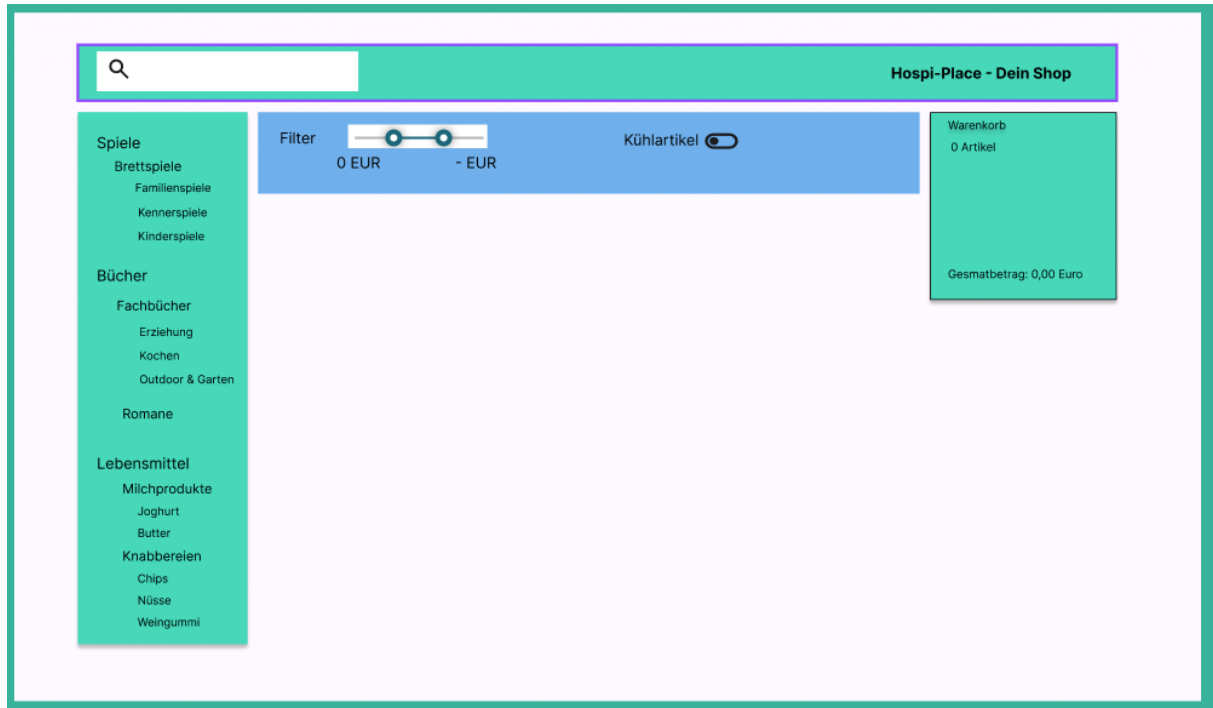 Hospi-Place - Dein Shop
Spiele
Brettspiele
Familienspiele
Kennerspiele
Kinderspiele
Bücher
Fachbücher
Erziehung
Kochen
Outdoor & Garten
Romane
Lebensmittel
Milchprodukte
Joghurt
Butter
Knabbereien
Chips
Nüsse
Weingummi
Filter
0 EUR - EUR
Kühlartikel
Warenkorb
0 Artikel
Gesmatbetrag: 0,00 Euro